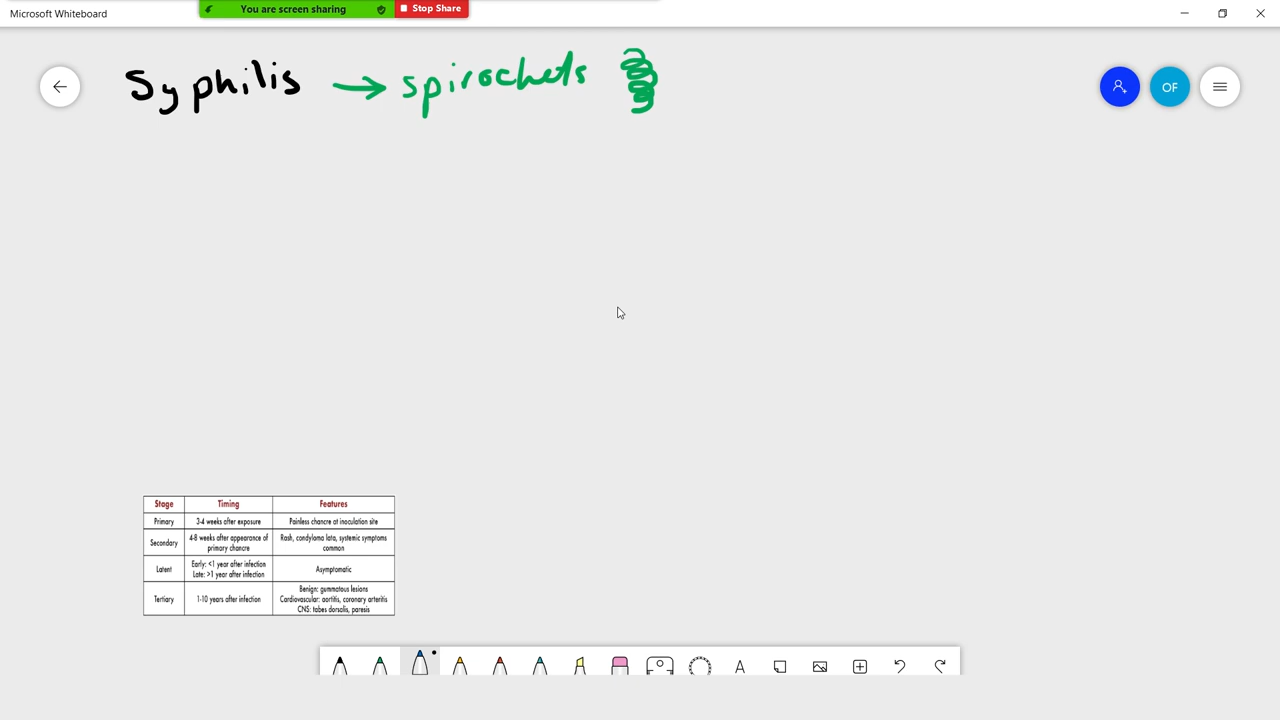 Microsoft Whiteboard
You are screen sharing
Stop Share
Syphilis → spirochets
OF
Stage Timing Features
Primary 3-4 weeks after exposure Painless chancre at inoculation site
Secondary 4-8 weeks after appearance of primary chancre Rash, condyloma lata, systemic symptoms common
Latent Early: <1 year after infection Late: >1 year after infection Asymptomatic
Tertiary 1-10 years after infection Benign: gummatous lesions Cardiovascular: aortitis, coronary arteritis CNS: tabes dorsalis, paresis
A